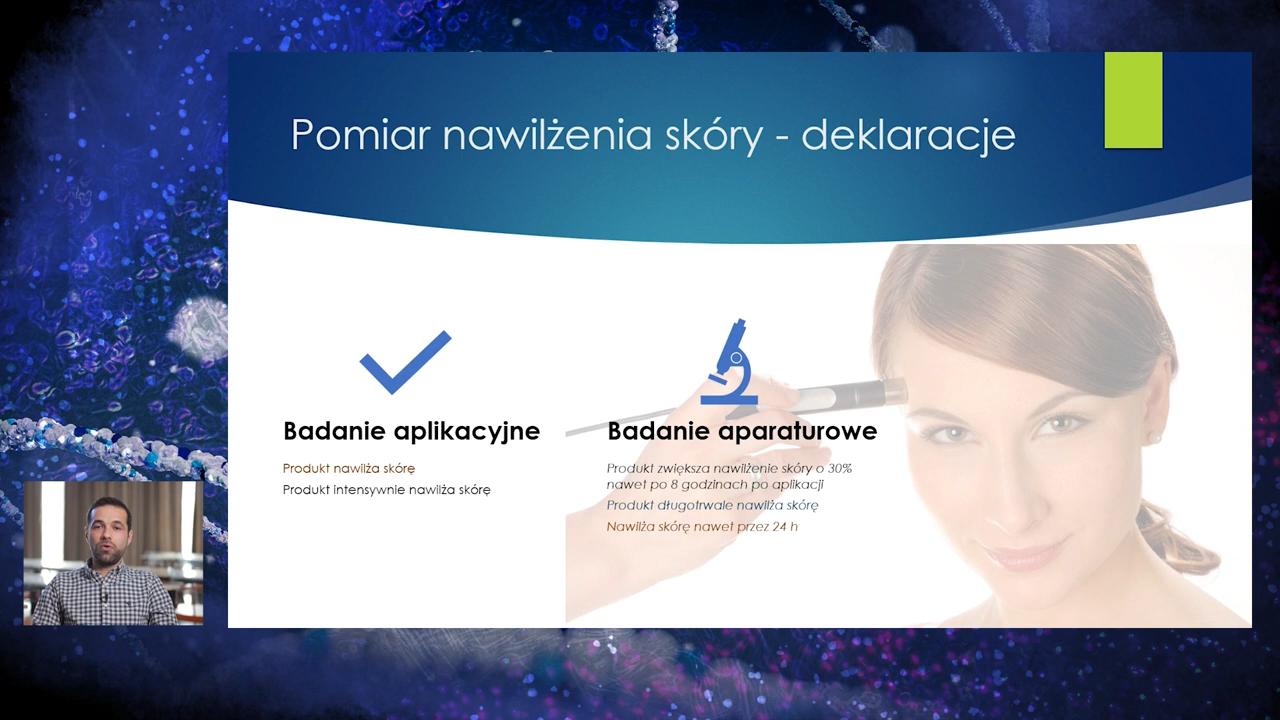 Pomiar nawilżenia skóry - deklaracje
Badanie aplikacyjne
Produkt nawilża skórę
Produkt intensywnie nawilża skórę
Badanie aparaturowe
Produkt zwiększa nawilżenie skóry o 30%
nawet po 8 godzinach po aplikacji
Produkt długotrwale nawilża skórę
Nawilża skórę nawet przez 24 h